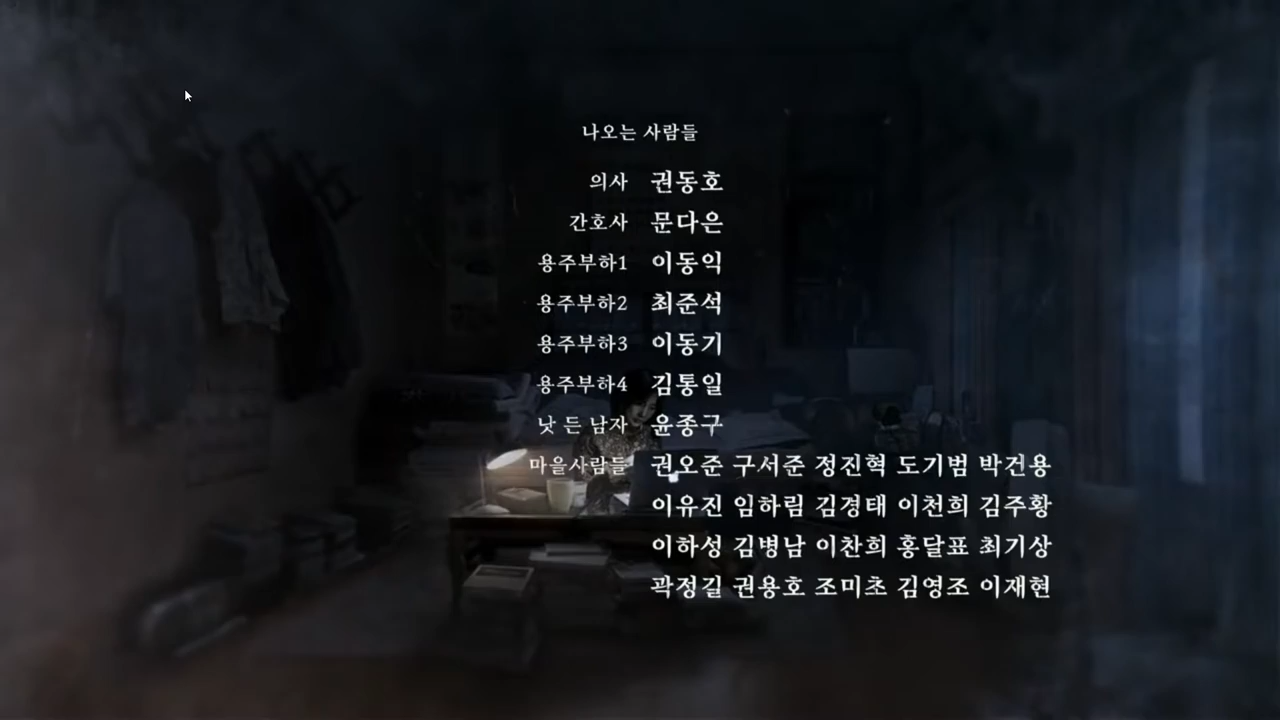 나오는 사람들
의사 권동호
간호사 문다은
용주부하1 이동익
용주부하2 최준석
용주부하3 이동기
용주부하4 김통일
낫 든 남자 윤종구
마을사람들 권오준 구서준 정진혁 도기범 박건용
이유진 임하림 김경태 이천희 김주황
이하성 김병남 이찬희 홍달표 최기상
곽정길 권용호 조미초 김영조 이재현